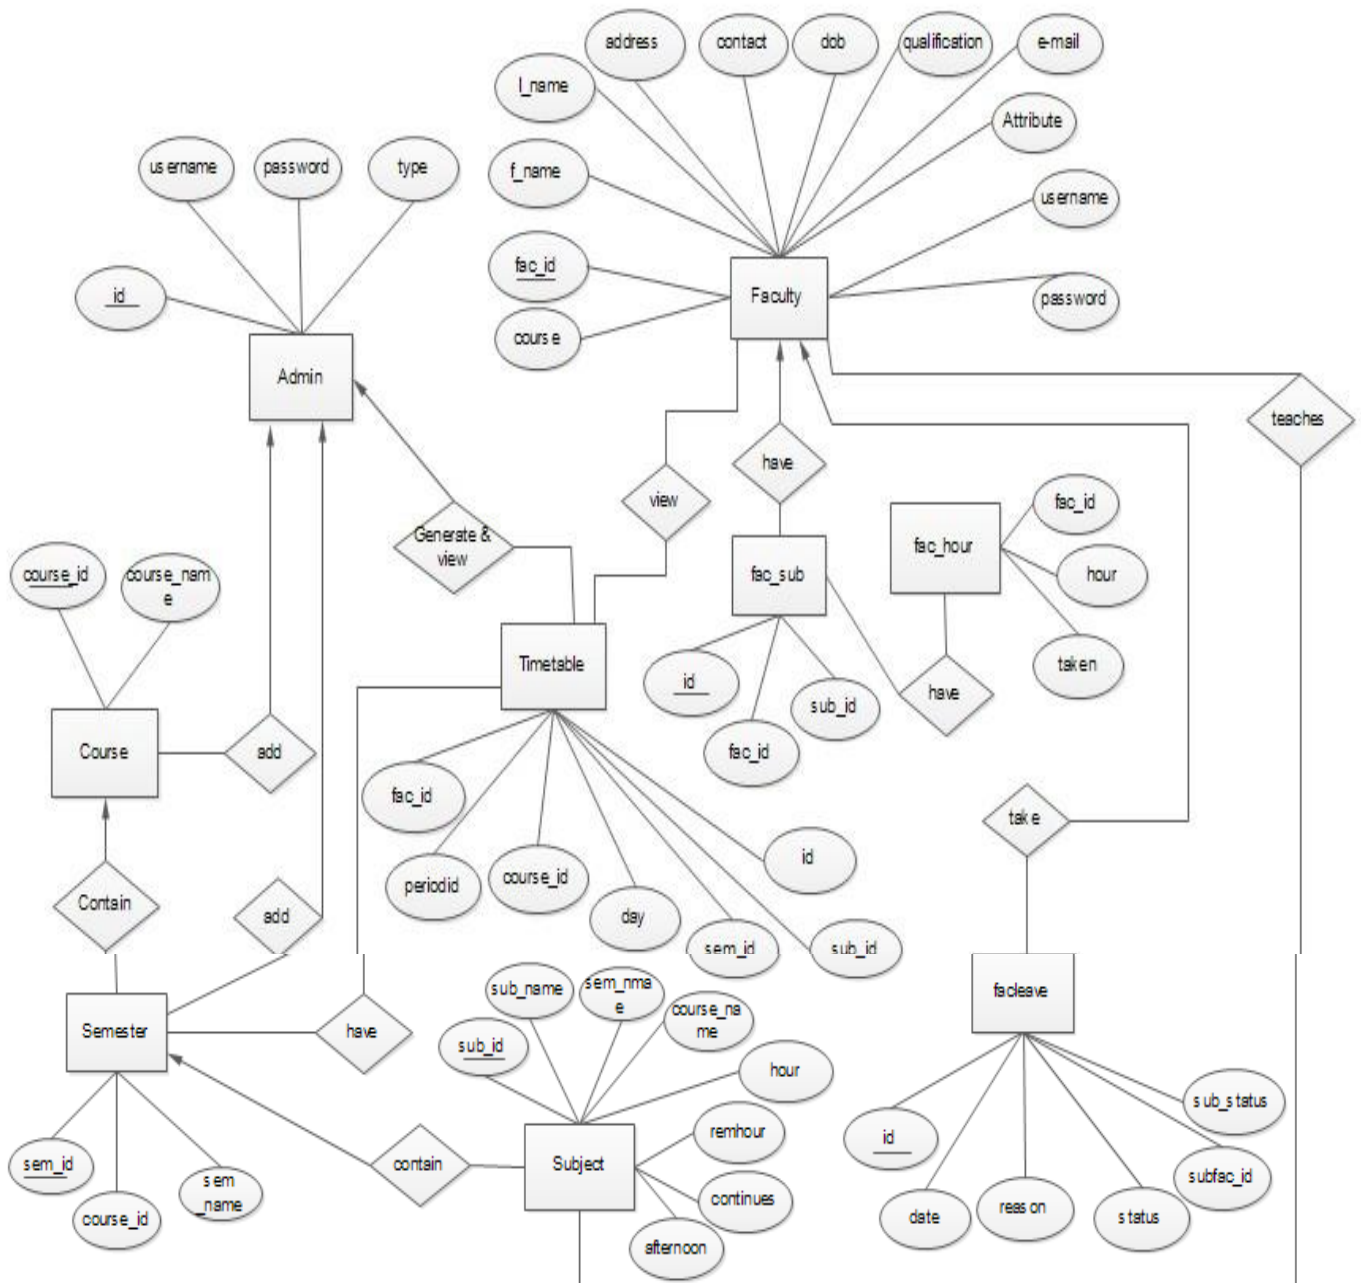 address
contact
dob
qualification
e-mail
l_name
Attribute
username
password
type
f_name
username
fac_id
id
Faculty
password
course
Admin
teaches
have
view
fac_id
Generate &
view
fac_hour
course_id
course_nam
e
fac_sub
hour
Timetable
taken
id
have
sub_id
Course
add
fac_id
fac_id
take
id
periodid
course_id
Contain
add
day
sem_id
sub_id
sub_name
sem_nma
e
facleave
course_na
me
Semester
have
sub_id
hour
sub_status
remhour
id
sem_id
contain
Subject
subfac_id
sem
_name
continues
course_id
reason
date
status
afternoon